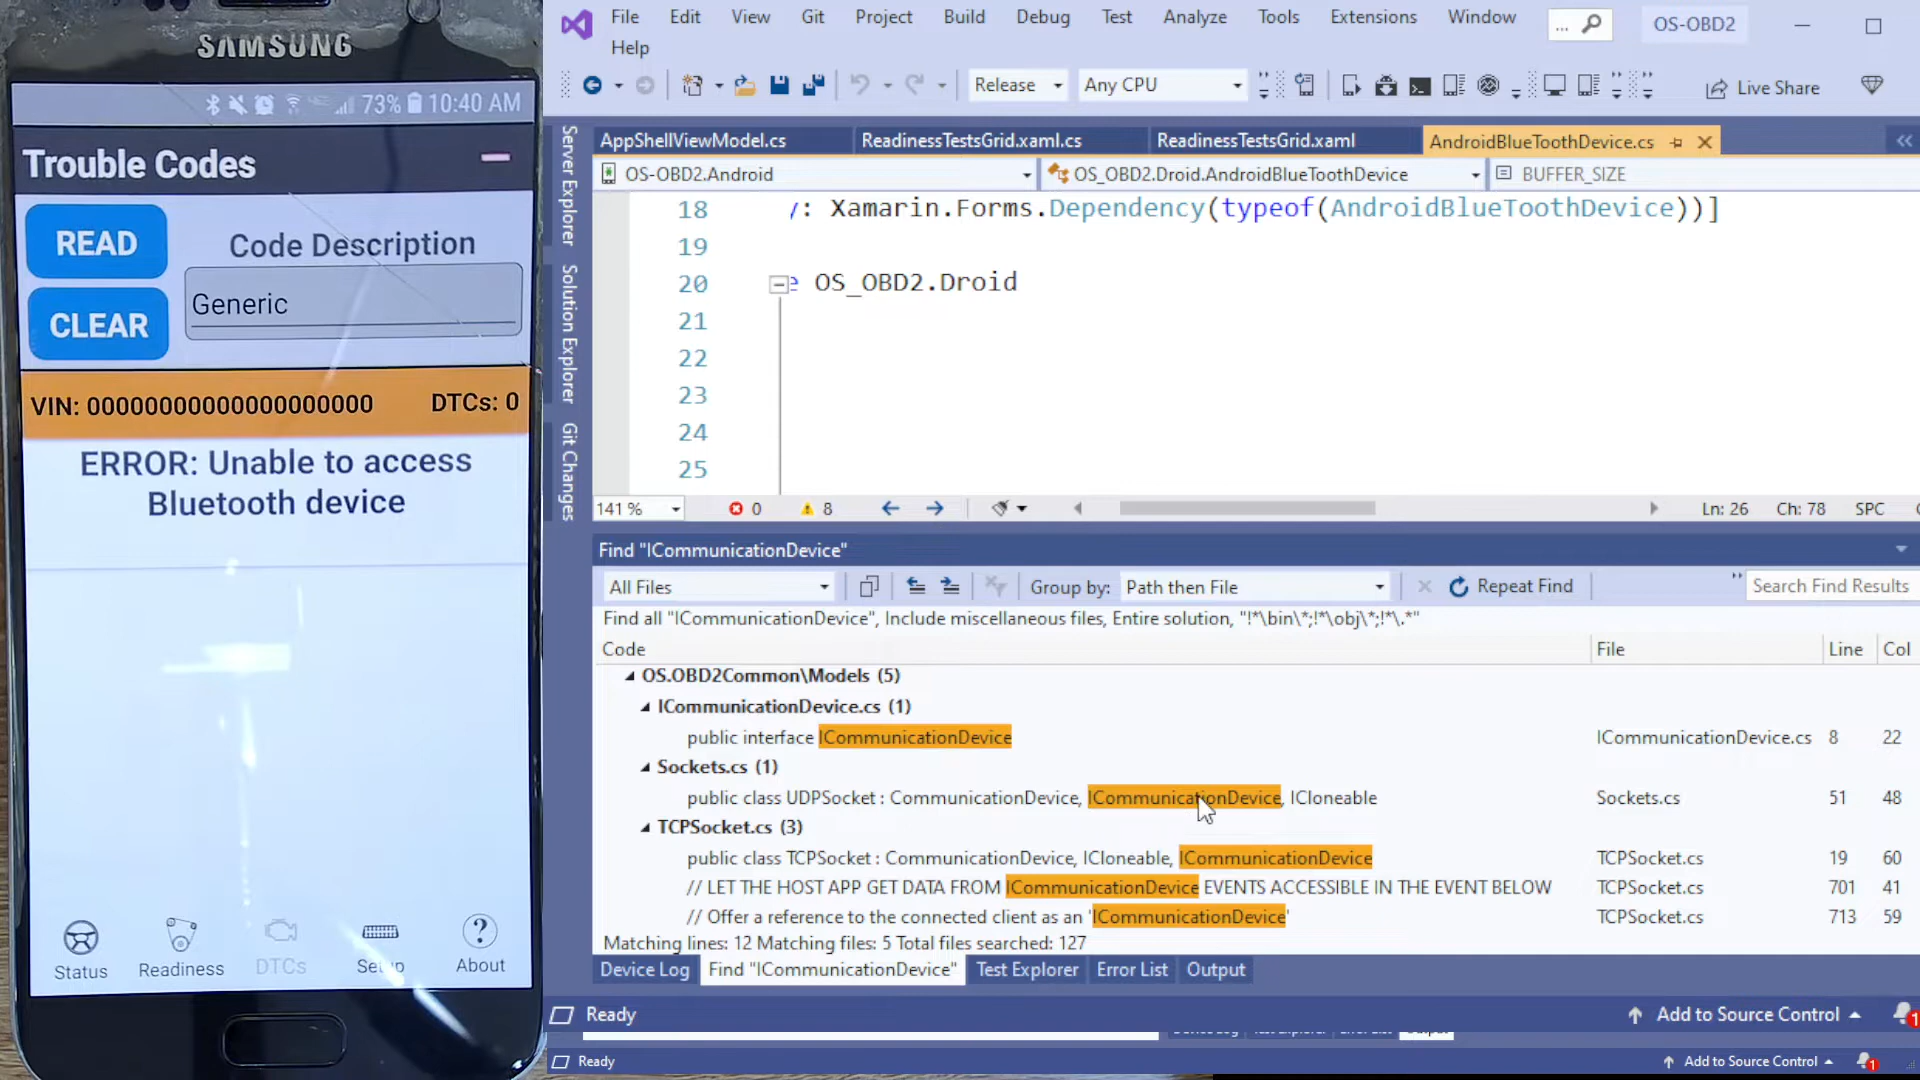 SAMSUNG
73% 10:40 AM
Trouble Codes
READ
Code Description
Generic
CLEAR
VIN: 00000000000000000000 DTCs: 0
ERROR: Unable to access
Bluetooth device
Status Readiness DTCs Setup About
File Edit View Git Project Build Debug Test Analyze Tools Extensions Window ... OS-OBD2
Help
Release Any CPU Live Share
AppShellViewModel.cs ReadinessTestsGrid.xaml.cs ReadinessTestsGrid.xaml AndroidBlueToothDevice.cs
OS-OBD2.Android OS_OBD2.Droid.AndroidBlueToothDevice BUFFER_SIZE
Server Explorer
Solution Explorer
Git Changes
18 y: Xamarin.Forms.Dependency(typeof(AndroidBlueToothDevice))]
19
20 e OS_OBD2.Droid
21
22
23
24
25
141 % 0 8 Ln: 26 Ch: 78 SPC
Find "ICommunicationDevice"
All Files Group by: Path then File Repeat Find Search Find Results
Find all "ICommunicationDevice", Include miscellaneous files, Entire solution, "!*\bin\*;!*\obj\*;!*\.*"
Code File Line Col
OS.OBD2Common\Models (5)
ICommunicationDevice.cs (1)
public interface ICommunicationDevice ICommunicationDevice.cs 8 22
Sockets.cs (1)
public class UDPSocket : CommunicationDevice, ICommunicationDevice, ICloneable Sockets.cs 51 48
TCPSocket.cs (3)
public class TCPSocket : CommunicationDevice, ICloneable, ICommunicationDevice TCPSocket.cs 19 60
// LET THE HOST APP GET DATA FROM ICommunicationDevice EVENTS ACCESSIBLE IN THE EVENT BELOW TCPSocket.cs 701 41
// Offer a reference to the connected client as an 'ICommunicationDevice' TCPSocket.cs 713 59
Matching lines: 12 Matching files: 5 Total files searched: 127
Device Log Find "ICommunicationDevice" Test Explorer Error List Output
Ready Add to Source Control 1
Ready Add to Source Control 1